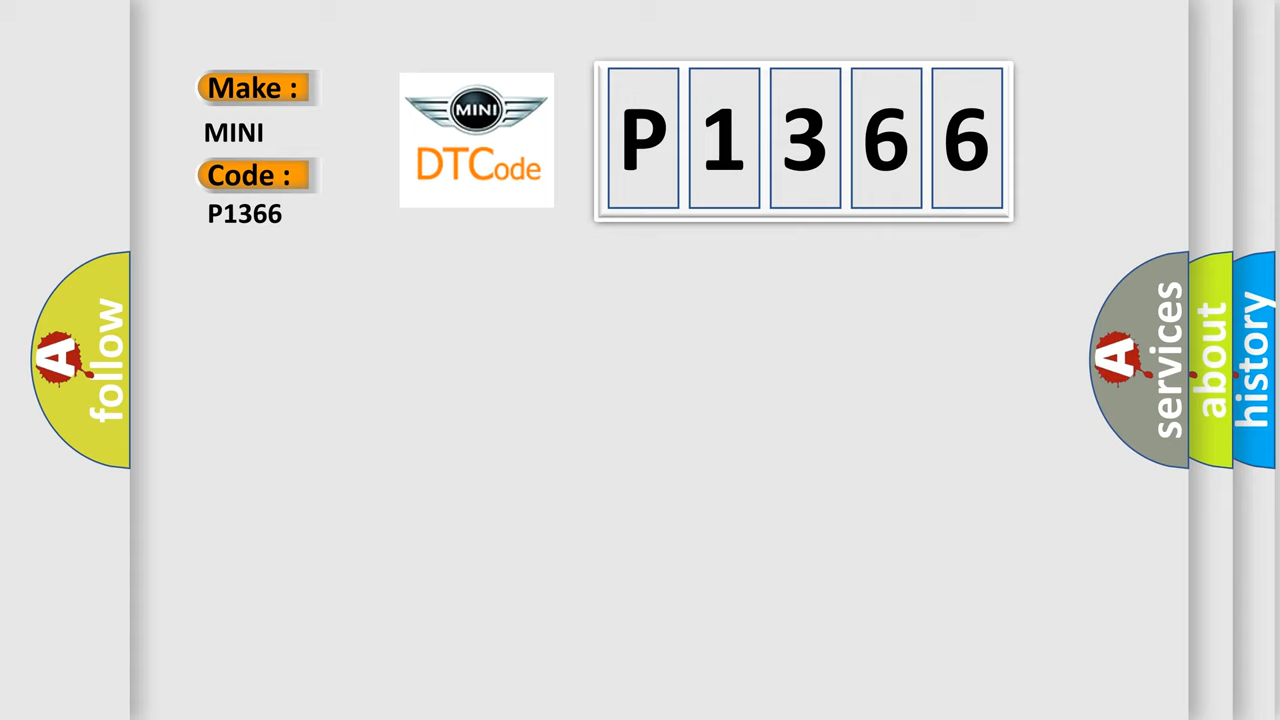 Make :
MINI
Code :
P1366
MINI
DTCode
P 1 3 6 6
A follow
A services
about
history